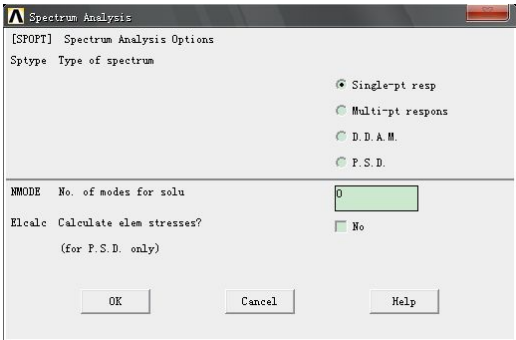 Spectrum Analysis
[SPOPT] Spectrum Analysis Options
Sptype Type of spectrum
Single-pt resp
Multi-pt respons
D.D.A.M.
P.S.D.
NMODE No. of modes for solu 0
Elcalc Calculate elem stresses? No
(for P.S.D. only)
OK Cancel Help